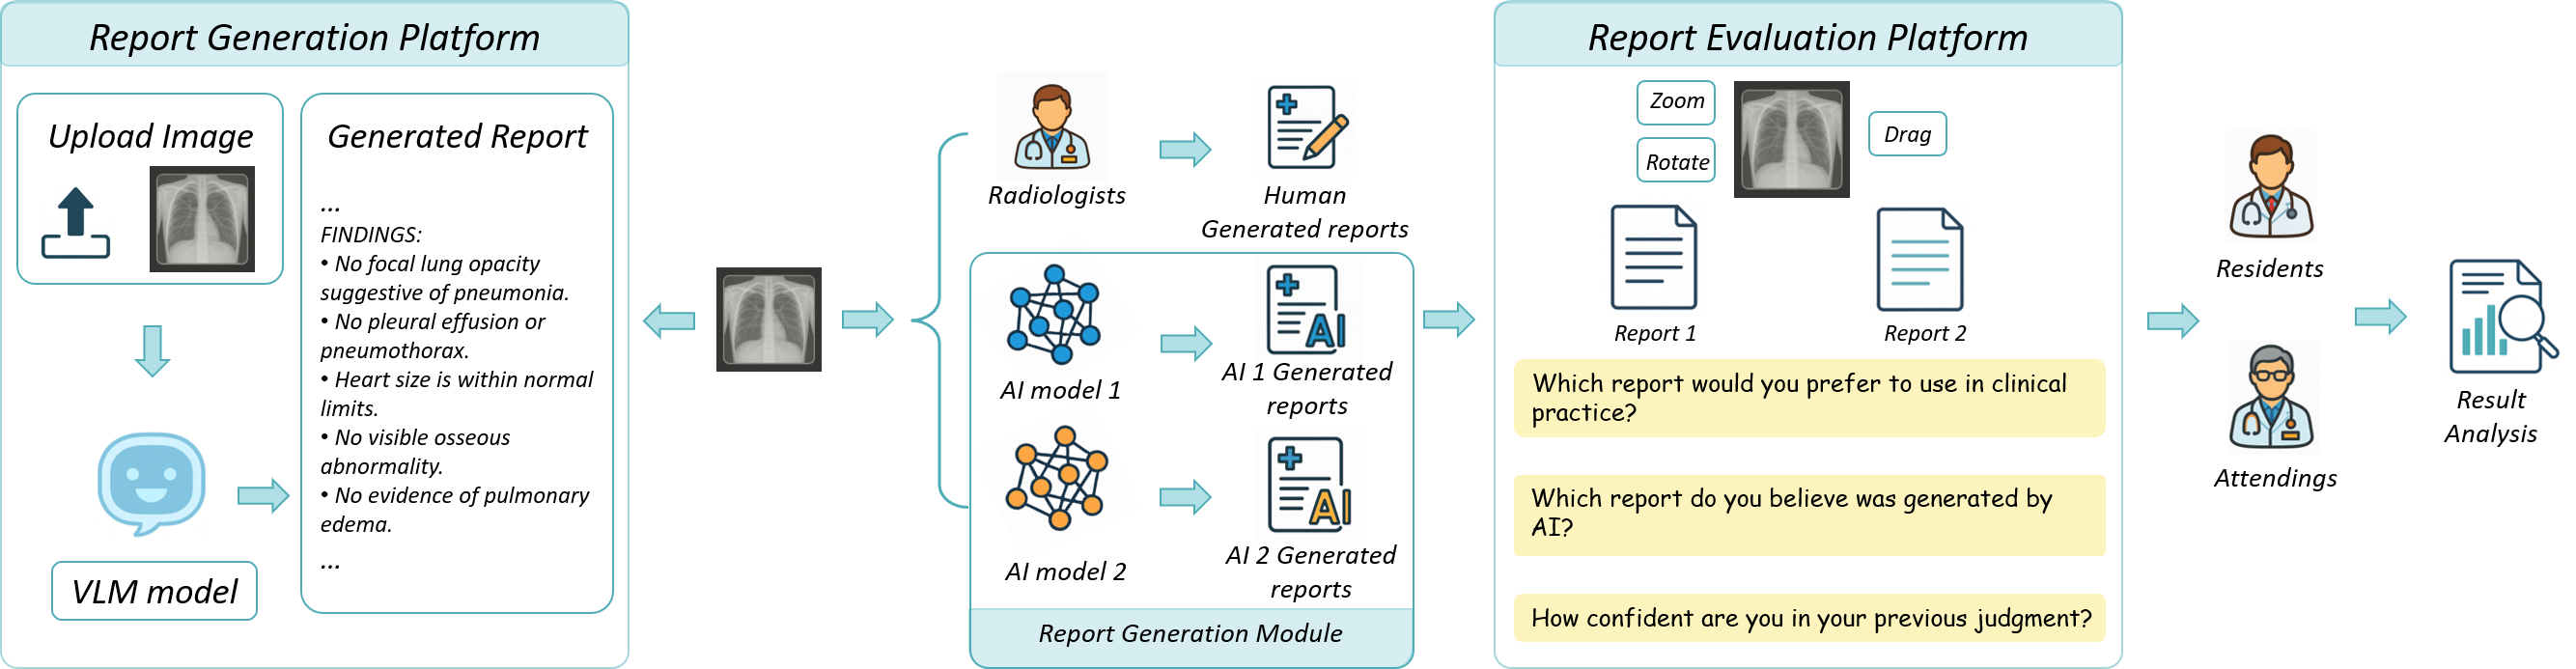 Report Generation Platform
Upload Image
VLM model
Generated Report
...
FINDINGS:
• No focal lung opacity
suggestive of pneumonia.
• No pleural effusion or
pneumothorax.
• Heart size is within normal
limits.
• No visible osseous
abnormality.
• No evidence of pulmonary
edema.
...
Radiologists
Human
Generated reports
AI model 1
AI
AI 1 Generated
reports
AI model 2
AI
AI 2 Generated
reports
Report Generation Module
Report Evaluation Platform
Zoom
Rotate
Drag
Report 1
Report 2
Which report would you prefer to use in clinical
practice?
Which report do you believe was generated by
AI?
How confident are you in your previous judgment?
Residents
Attendings
Result
Analysis